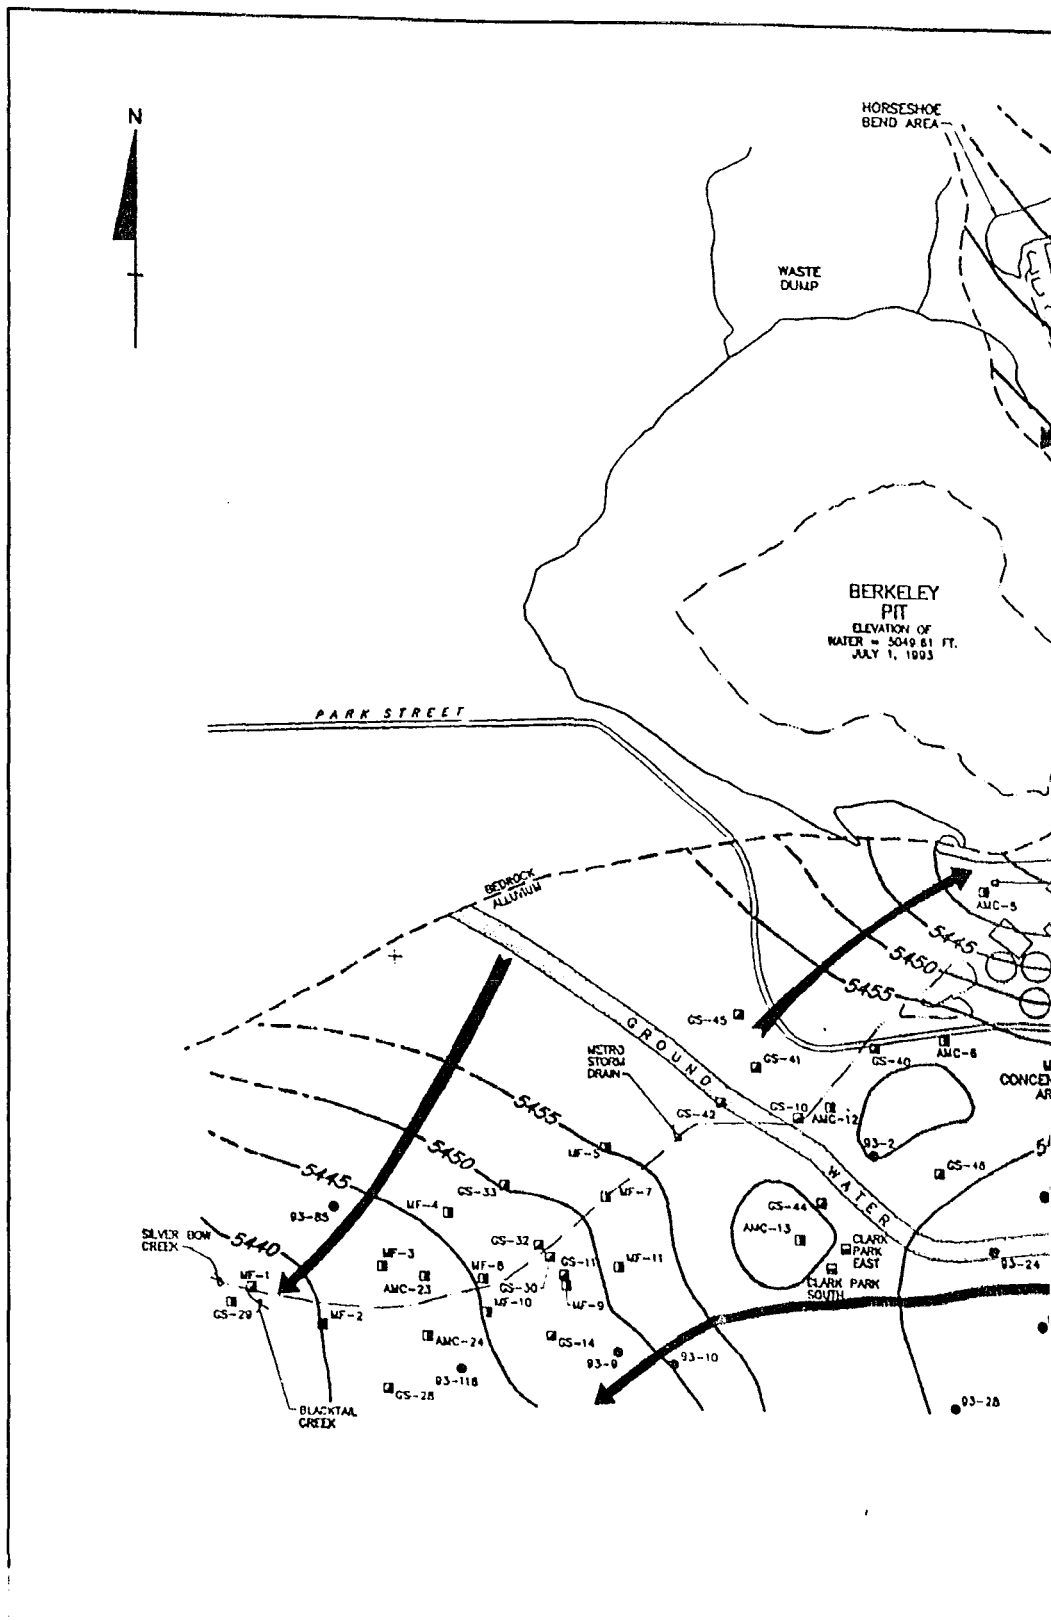 N
HORSESHOE
BEND AREA
WASTE
DUMP
BERKELEY
PIT
ELEVATION OF
WATER = 5049.61 FT.
JULY 1, 1993
PARK STREET
BEDROCK
ALLUVIUM
AMC-5
5445
5450
5455
GS-45
GROUND
METRO
STORM
DRAIN
GS-41
GS-40
AMC-6
GS-42
GS-10
AMC-12
5455
MF-5
93-2
WATER
GS-46
5450
GS-33
MF-7
5445
MF-4
93-85
GS-44
AMC-13
SILVER BOW
CREEK
5440
GS-32
CLARK
PARK
EAST
MF-3
GS-11
MF-11
93-24
MF-1
AMC-23
MF-6
GS-30
CLARK PARK
SOUTH
GS-29
MF-10
MF-9
MF-2
AMC-24
GS-14
93-9
93-10
93-116
GS-28
93-28
BLACKTAIL
CREEK